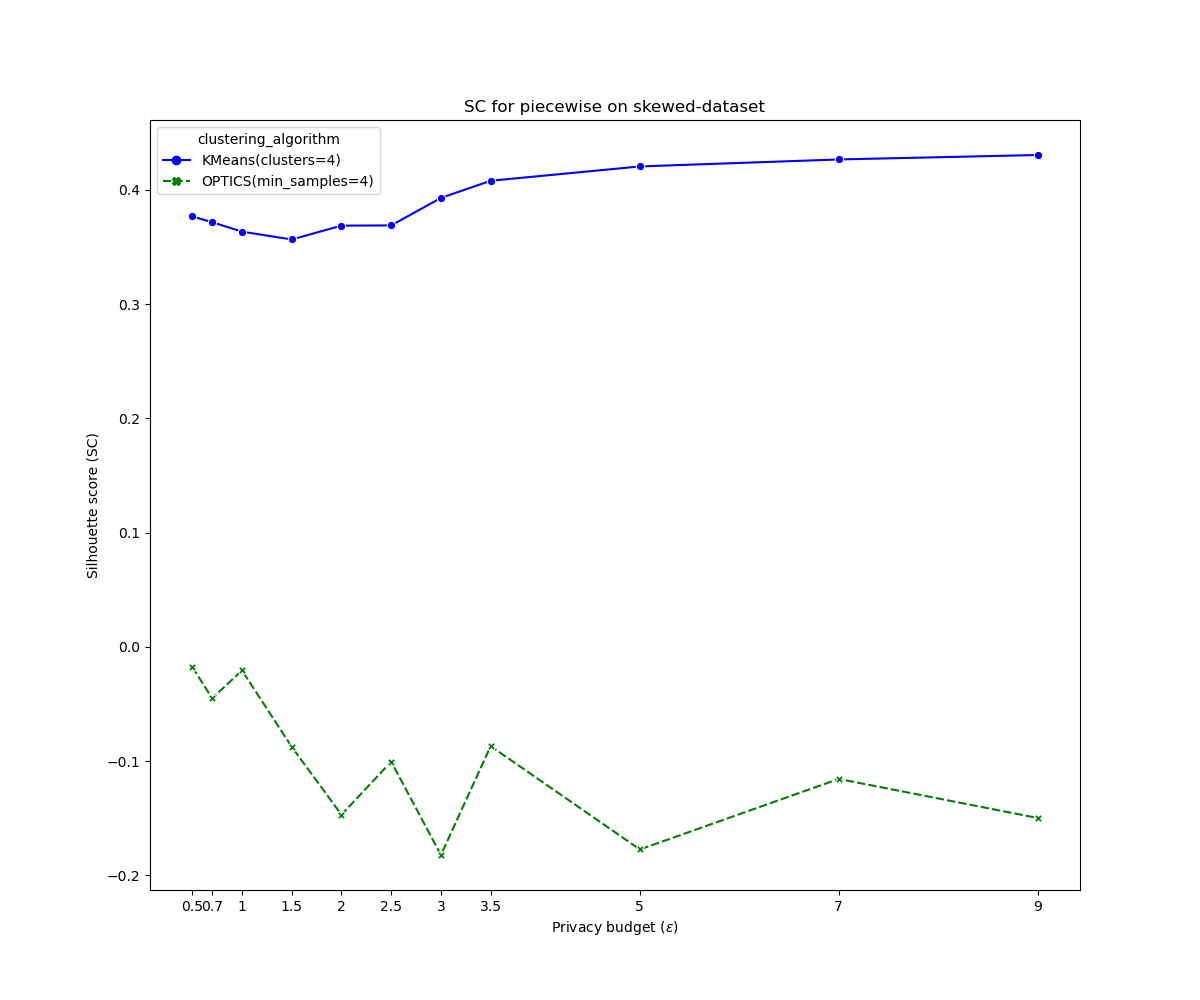 SC for piecewise on skewed-dataset
clustering_algorithm
KMeans(clusters=4)
OPTICS(min_samples=4)
Silhouette score (SC)
0.4
0.3
0.2
0.1
0.0
−0.1
−0.2
0.5 0.7 1 1.5 2 2.5 3 3.5 5 7 9
Privacy budget (ε)